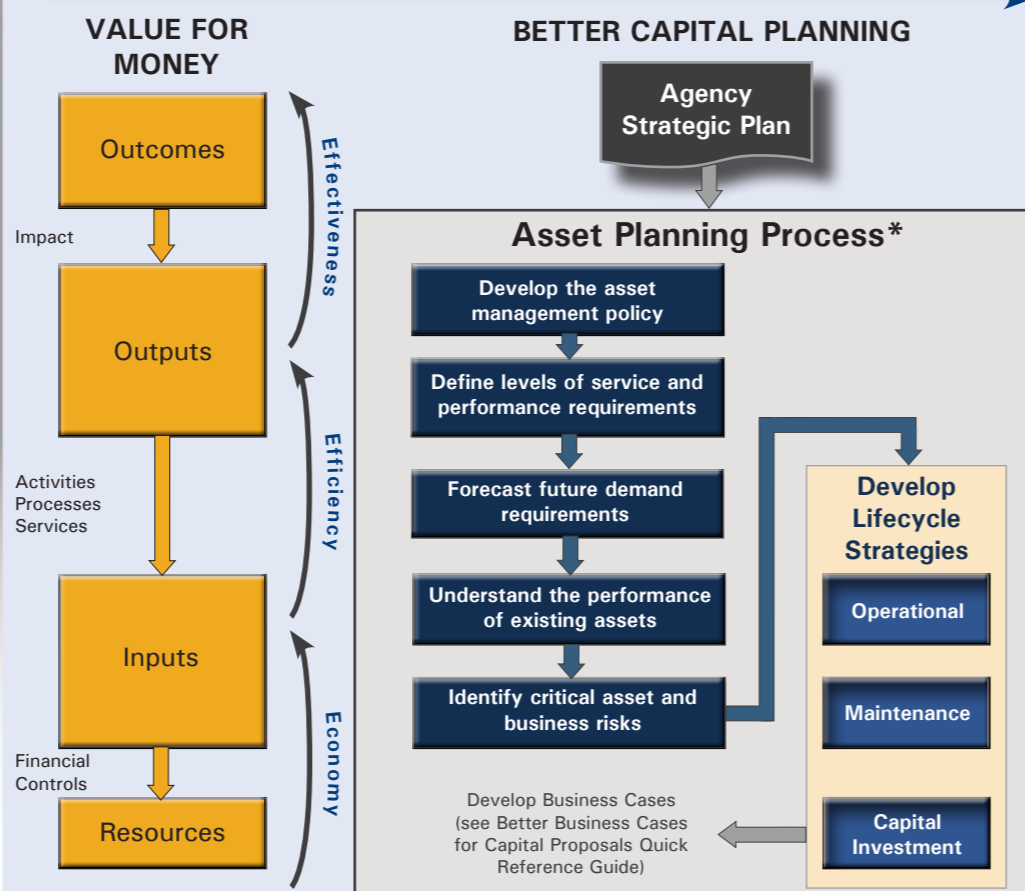 VALUE FOR
MONEY
Outcomes
Impact
Effectiveness
Outputs
Activities
Processes
Services
Efficiency
Inputs
Financial
Controls
Economy
Resources
BETTER CAPITAL PLANNING
Agency
Strategic Plan
Asset Planning Process*
Develop the asset
management policy
Define levels of service and
performance requirements
Forecast future demand
requirements
Understand the performance
of existing assets
Identify critical asset and
business risks
Develop
Lifecycle
Strategies
Operational
Maintenance
Capital
Investment
Develop Business Cases
(see Better Business Cases
for Capital Proposals Quick
Reference Guide)